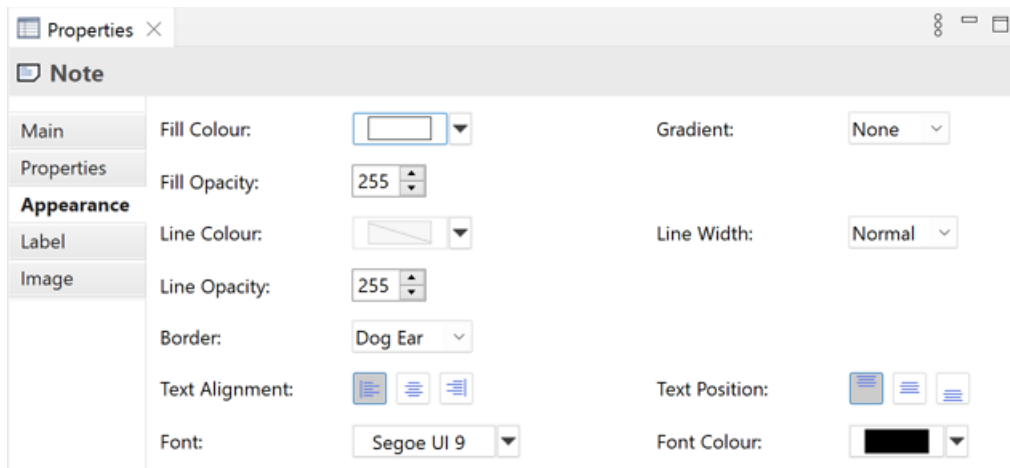 Properties
Note
Main
Properties
Appearance
Label
Image
Fill Colour:
Gradient: None
Fill Opacity: 255
Line Colour:
Line Width: Normal
Line Opacity: 255
Border: Dog Ear
Text Alignment:
Text Position:
Font: Segoe UI 9
Font Colour: